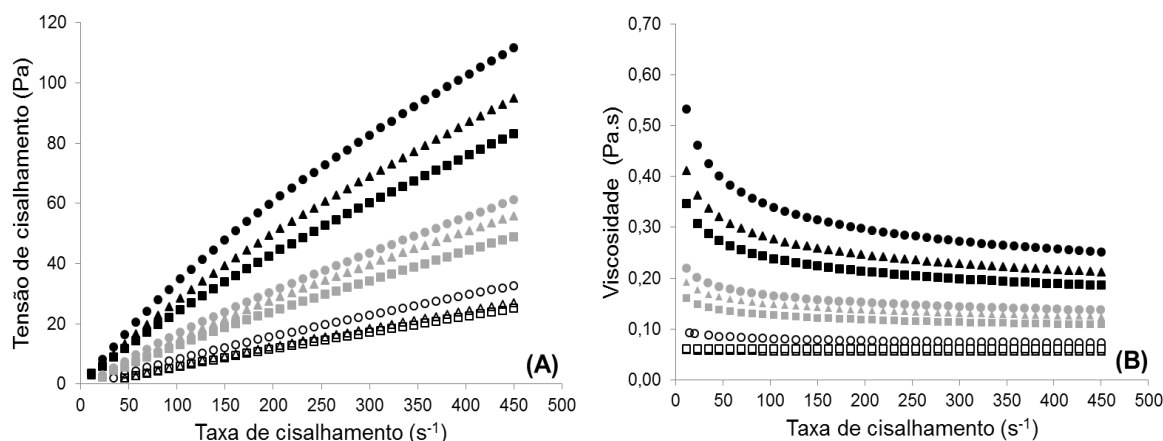 120
100
80
60
40
20
0
Tensão de cisalhamento (Pa)
0 50 100 150 200 250 300 350 400 450 500
Taxa de cisalhamento (s⁻¹)
(A)
0,70
0,60
0,50
0,40
0,30
0,20
0,10
0,00
Viscosidade (Pa.s)
0 50 100 150 200 250 300 350 400 450 500
Taxa de cisalhamento (s⁻¹)
(B)